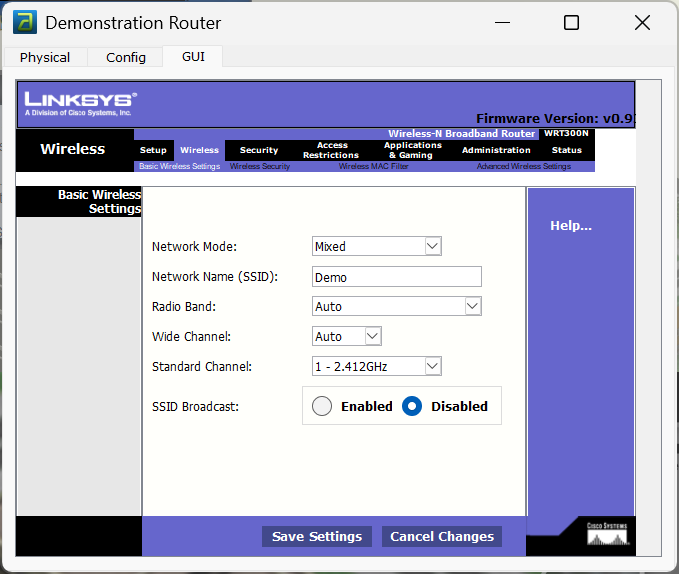 Demonstration Router
Physical Config GUI
LINKSYS®
A Division of Cisco Systems, Inc.
Firmware Version: v0.93
Wireless-N Broadband Router WRT300N
Wireless
Setup Wireless Security Access Restrictions Applications & Gaming Administration Status
Basic Wireless Settings Wireless Security Wireless MAC Filter Advanced Wireless Settings
Basic Wireless
Settings
Help...
Network Mode: Mixed
Network Name (SSID): Demo
Radio Band: Auto
Wide Channel: Auto
Standard Channel: 1 - 2.412GHz
SSID Broadcast: Enabled Disabled
Save Settings Cancel Changes
CISCO SYSTEMS